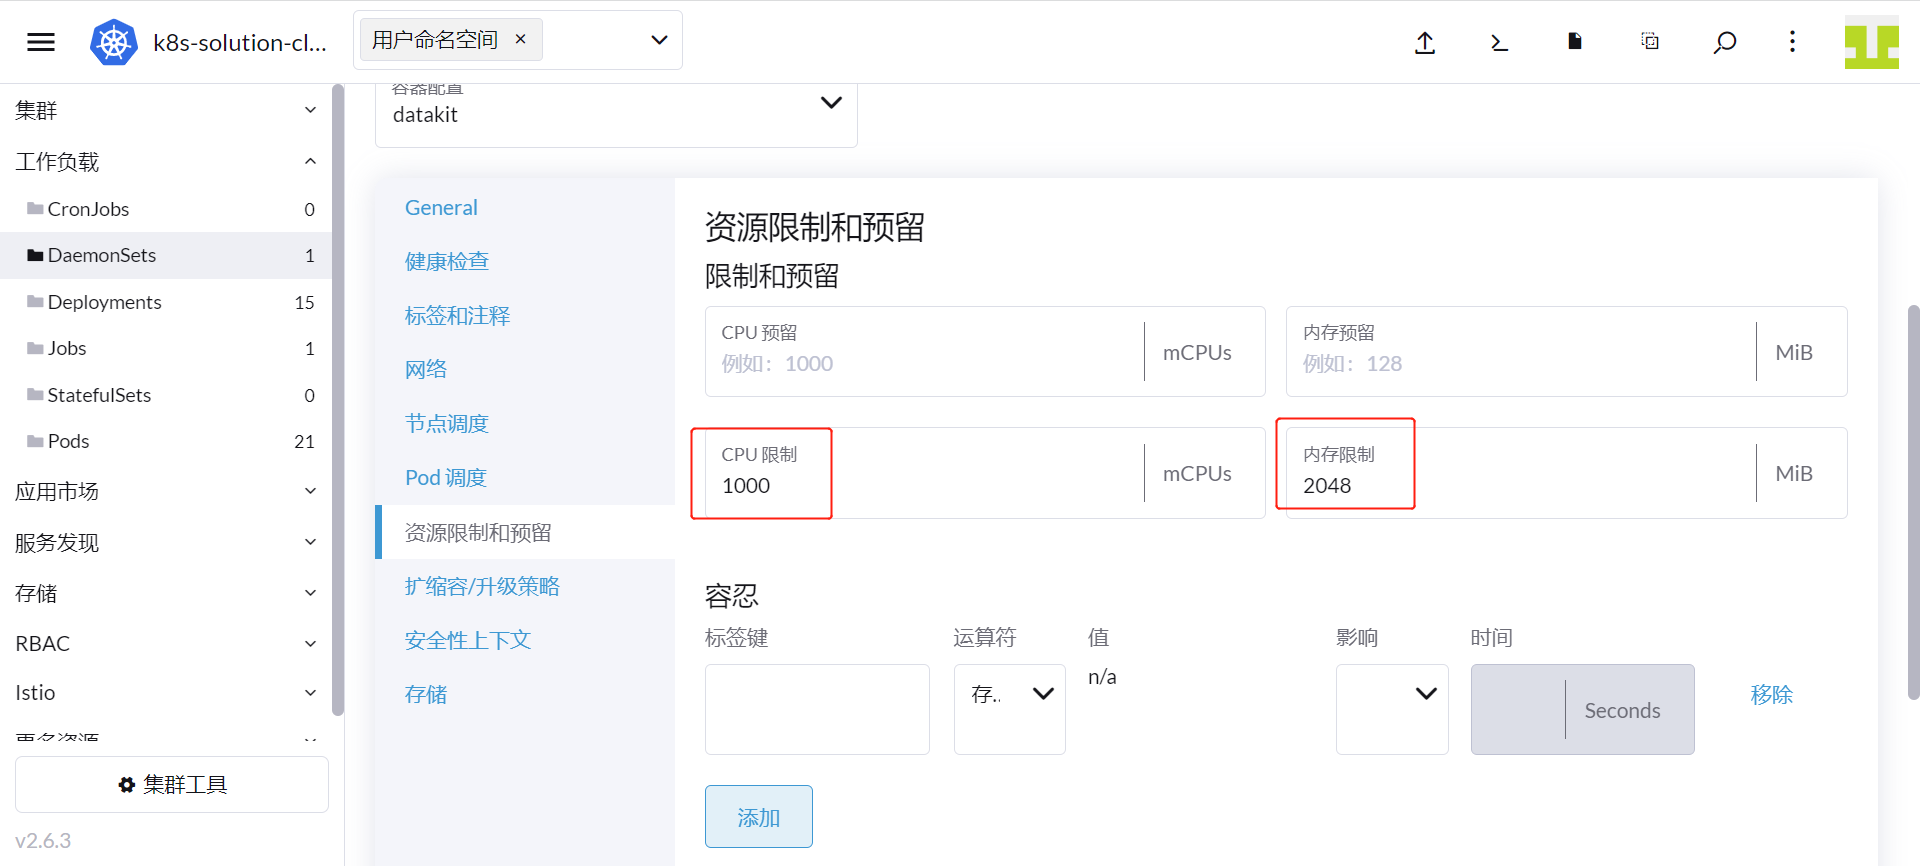 k8s-solution-cl...
用户命名空间 ×
集群
工作负载
CronJobs 0
DaemonSets 1
Deployments 15
Jobs 1
StatefulSets 0
Pods 21
应用市场
服务发现
存储
RBAC
Istio
更多资源
集群工具
v2.6.3
容器配置
datakit
General
健康检查
标签和注释
网络
节点调度
Pod 调度
资源限制和预留
扩缩容/升级策略
安全性上下文
存储
资源限制和预留
限制和预留
CPU 预留
例如：1000
mCPUs
内存预留
例如：128
MiB
CPU 限制
1000
mCPUs
内存限制
2048
MiB
容忍
标签键 运算符 值 影响 时间
存.. n/a Seconds 移除
添加